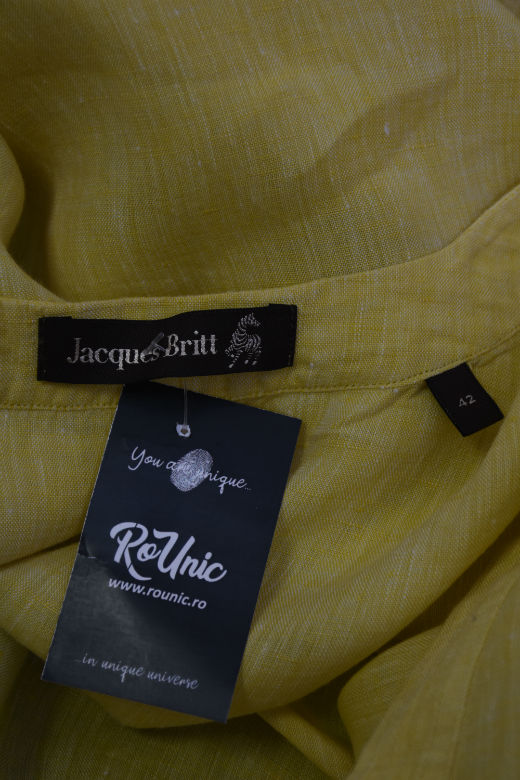 Jacques Britt
42
You are unique...
RoUnic
www.rounic.ro
...in unique universe